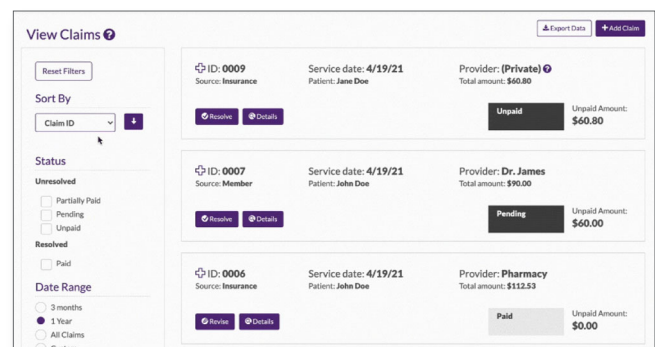 View Claims ?
Export Data
+ Add Claim
Reset Filters
Sort By
Claim ID
Status
Unresolved
Partially Paid
Pending
Unpaid
Resolved
Paid
Date Range
3 months
1 Year
All Claims
ID: 0009
Service date: 4/19/21
Provider: (Private) ?
Source: Insurance
Patient: Jane Doe
Total amount: $60.80
Resolve
Details
Unpaid
Unpaid Amount:
$60.80
ID: 0007
Service date: 4/19/21
Provider: Dr. James
Source: Member
Patient: John Doe
Total amount: $90.00
Resolve
Details
Pending
Unpaid Amount:
$60.00
ID: 0006
Service date: 4/19/21
Provider: Pharmacy
Source: Insurance
Patient: John Doe
Total amount: $112.53
Revise
Details
Paid
Unpaid Amount:
$0.00